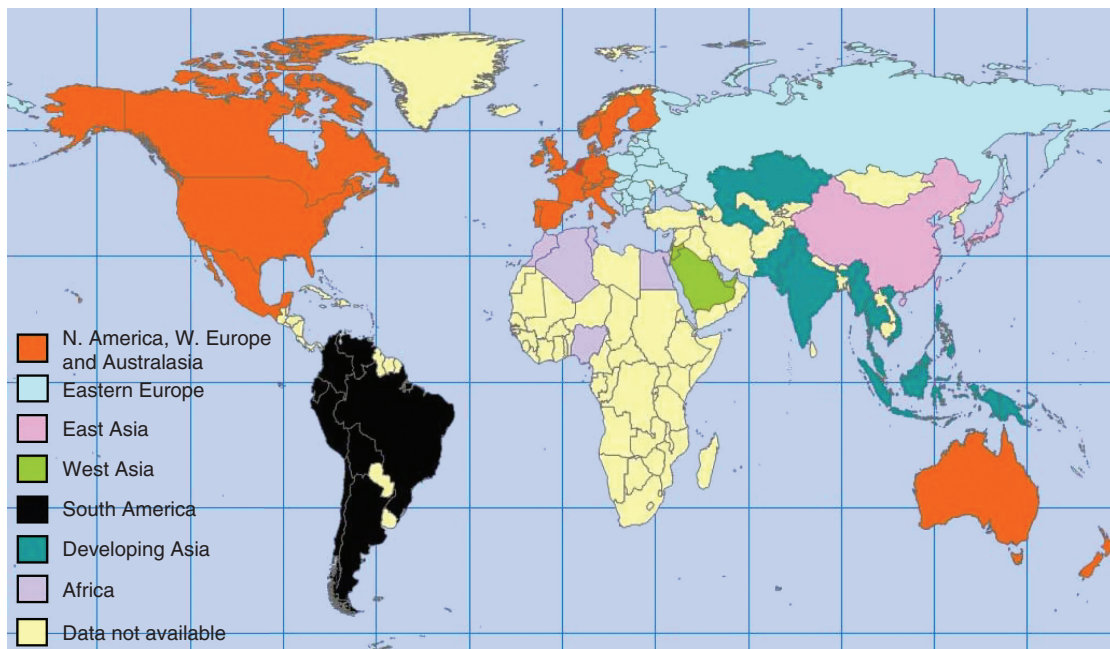 N. America, W. Europe
and Australasia
Eastern Europe
East Asia
West Asia
South America
Developing Asia
Africa
Data not available